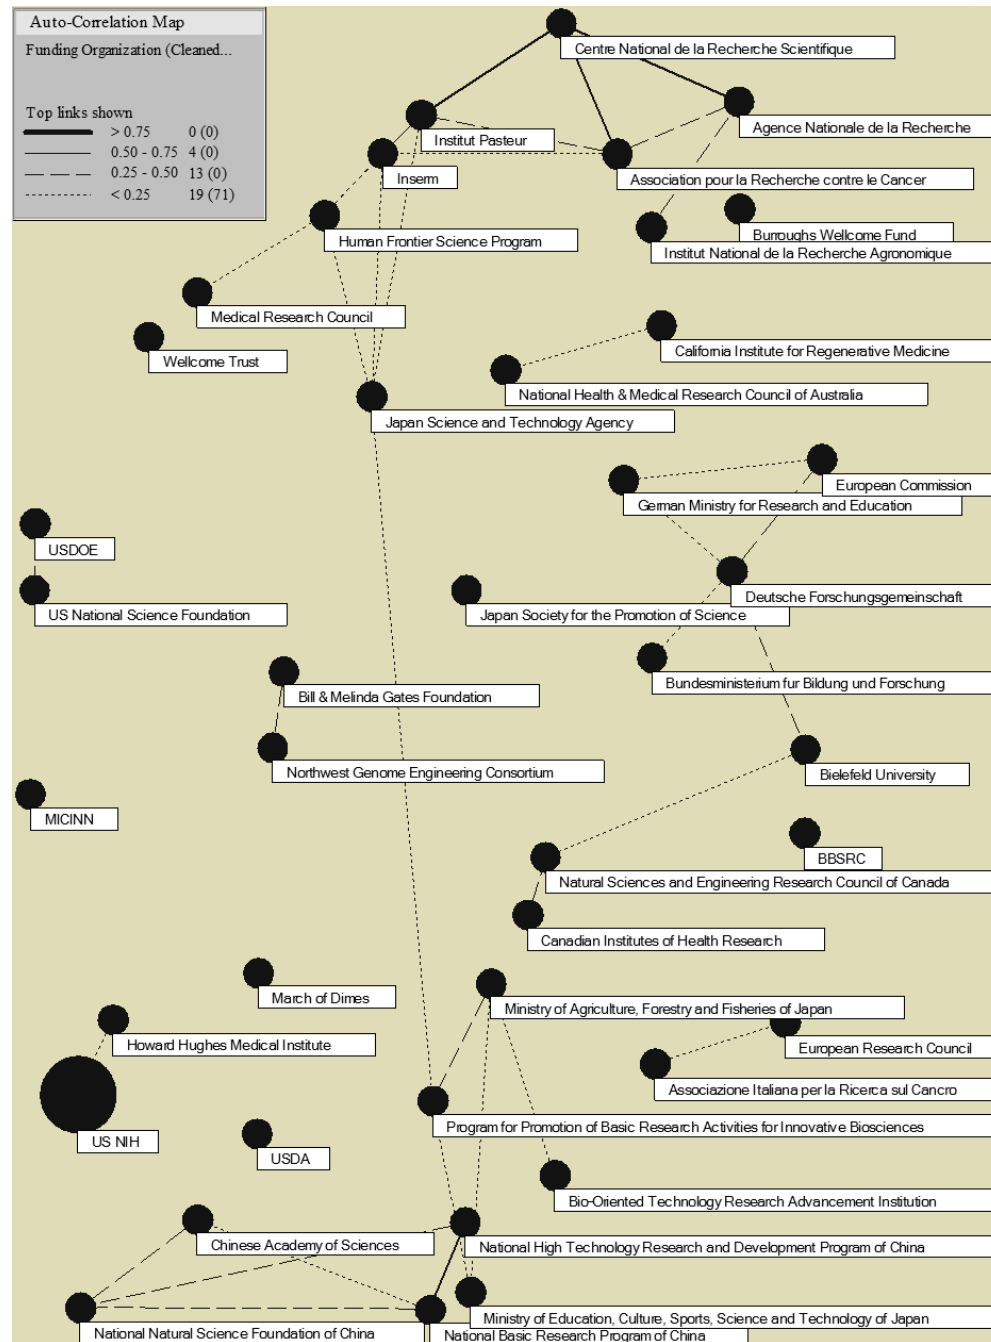 Auto-Correlation Map
Funding Organization (Cleaned...
Top links shown
> 0.75 0 (0)
0.50 - 0.75 4 (0)
0.25 - 0.50 13 (0)
< 0.25 19 (71)
Centre National de la Recherche Scientifique
Agence Nationale de la Recherche
Institut Pasteur
Inserm
Association pour la Recherche contre le Cancer
Burroughs Wellcome Fund
Human Frontier Science Program
Institut National de la Recherche Agronomique
Medical Research Council
Wellcome Trust
California Institute for Regenerative Medicine
National Health & Medical Research Council of Australia
Japan Science and Technology Agency
European Commission
German Ministry for Research and Education
USDOE
Deutsche Forschungsgemeinschaft
US National Science Foundation
Japan Society for the Promotion of Science
Bundesministerium fur Bildung und Forschung
Bill & Melinda Gates Foundation
Northwest Genome Engineering Consortium
Bielefeld University
MICINN
BBSRC
Natural Sciences and Engineering Research Council of Canada
Canadian Institutes of Health Research
March of Dimes
Ministry of Agriculture, Forestry and Fisheries of Japan
Howard Hughes Medical Institute
European Research Council
Associazione Italiana per la Ricerca sul Cancro
Program for Promotion of Basic Research Activities for Innovative Biosciences
US NIH
USDA
Bio-Oriented Technology Research Advancement Institution
Chinese Academy of Sciences
National High Technology Research and Development Program of China
Ministry of Education, Culture, Sports, Science and Technology of Japan
National Natural Science Foundation of China
National Basic Research Program of China